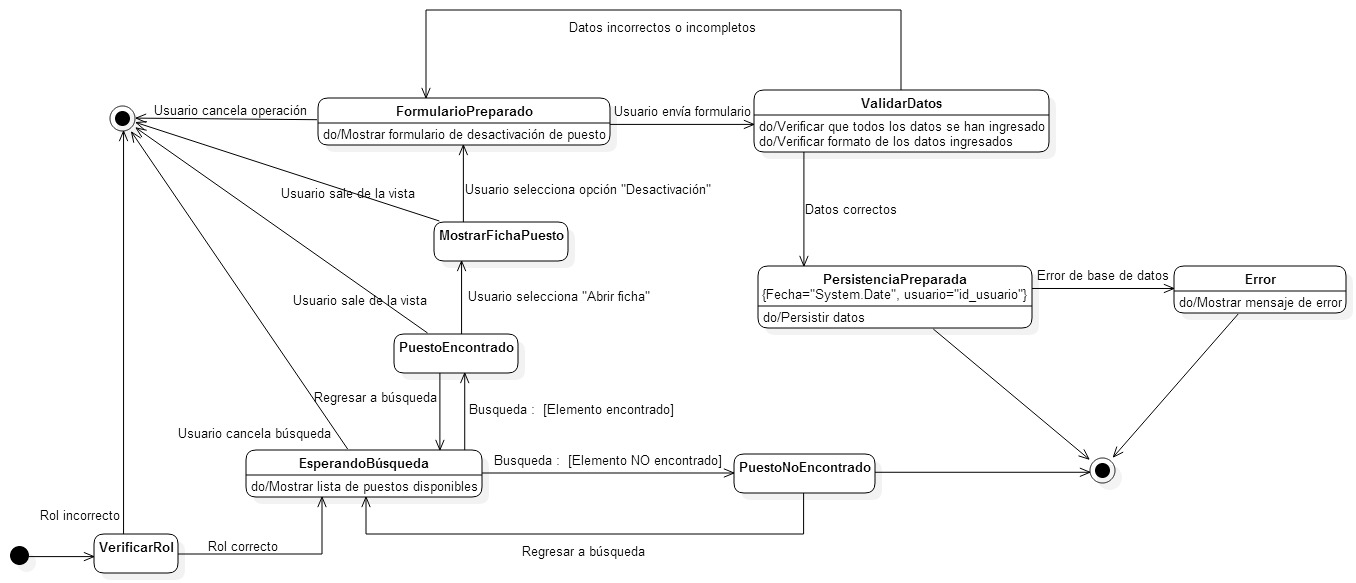 Datos incorrectos o incompletos
Usuario cancela operación
FormularioPreparado
do/Mostrar formulario de desactivación de puesto
Usuario envía formulario
ValidarDatos
do/Verificar que todos los datos se han ingresado
do/Verificar formato de los datos ingresados
Usuario sale de la vista
Usuario selecciona opción "Desactivación"
Datos correctos
MostrarFichaPuesto
PersistenciaPreparada
{Fecha="System.Date", usuario="id_usuario"}
do/Persistir datos
Error de base de datos
Error
do/Mostrar mensaje de error
Usuario sale de la vista
Usuario selecciona "Abrir ficha"
PuestoEncontrado
Regresar a búsqueda
Busqueda : [Elemento encontrado]
Usuario cancela búsqueda
EsperandoBúsqueda
do/Mostrar lista de puestos disponibles
Busqueda : [Elemento NO encontrado]
PuestoNoEncontrado
Rol incorrecto
VerificarRol
Rol correcto
Regresar a búsqueda